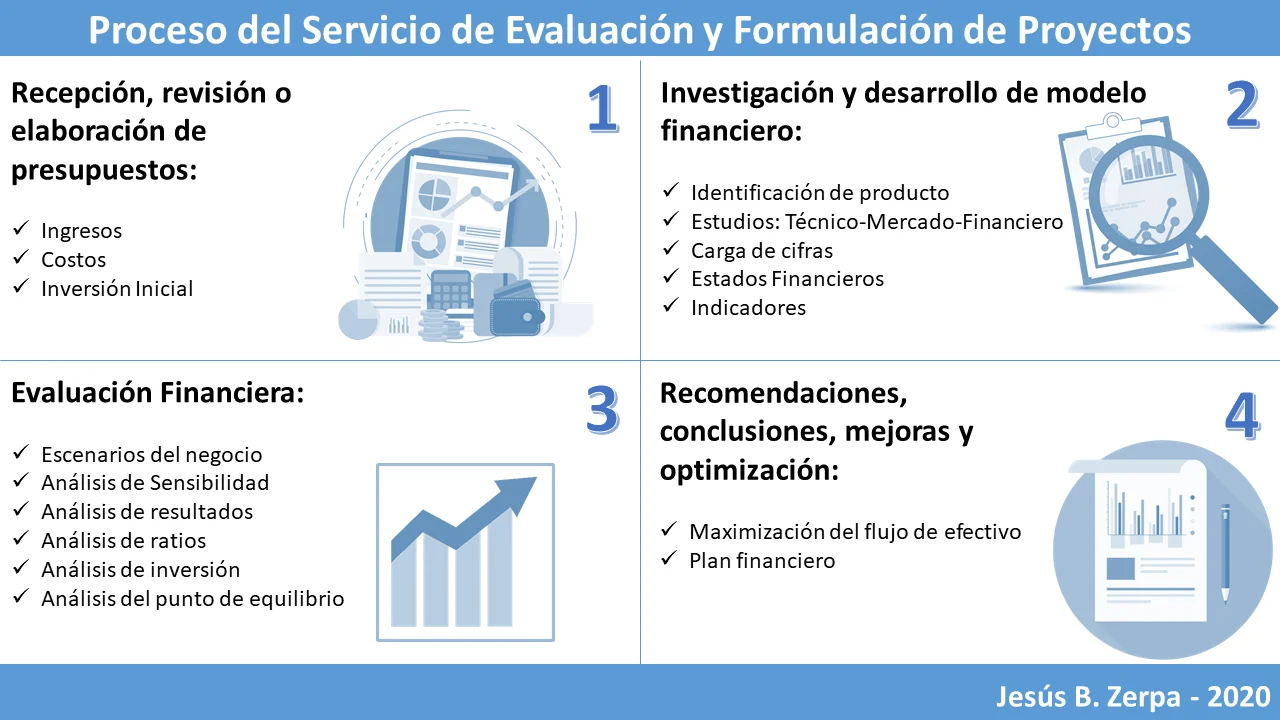 Proceso del Servicio de Evaluación y Formulación de Proyectos
Recepción, revisión o
elaboración de
presupuestos:
1
✓ Ingresos
✓ Costos
✓ Inversión Inicial
Investigación y desarrollo de modelo
financiero:
2
✓ Identificación de producto
✓ Estudios: Técnico-Mercado-Financiero
✓ Carga de cifras
✓ Estados Financieros
✓ Indicadores
Evaluación Financiera:
3
✓ Escenarios del negocio
✓ Análisis de Sensibilidad
✓ Análisis de resultados
✓ Análisis de ratios
✓ Análisis de inversión
✓ Análisis del punto de equilibrio
Recomendaciones,
conclusiones, mejoras y
optimización:
4
✓ Maximización del flujo de efectivo
✓ Plan financiero
Jesús B. Zerpa - 2020